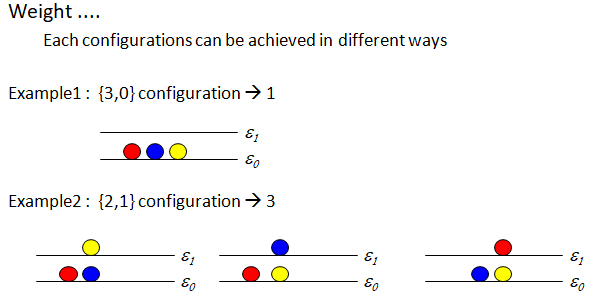 Weight ....
Each configurations can be achieved in different ways
Example1 : {3,0} configuration → 1
ε1
ε0
Example2 : {2,1} configuration → 3
ε1 ε1 ε1
ε0 ε0 ε0